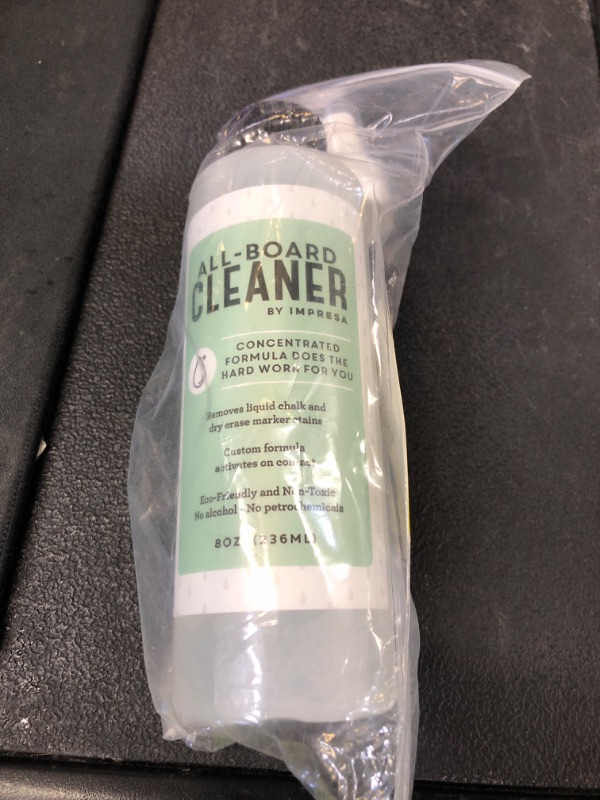 ALL-BOARD
CLEANER
BY IMPRESA
CONCENTRATED
FORMULA DOES THE
HARD WORK FOR YOU
Removes liquid chalk and
dry erase marker stains
Custom formula
activates on contact
Eco-Friendly and Non-Toxic
No alcohol - No petrochemicals
8OZ (236ML)